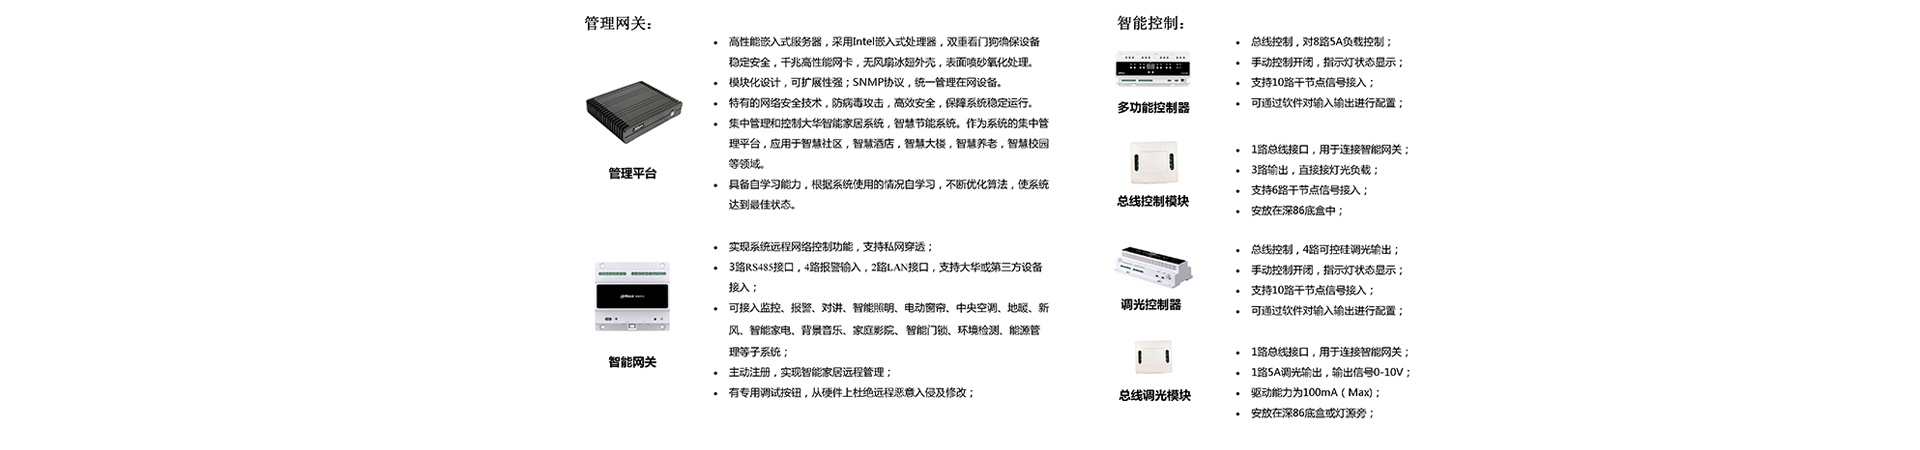 管理网关：
高性能嵌入式服务器，采用Intel嵌入式处理器，双重看门狗确保设备
稳定安全，千兆高性能网卡，无风扇冰翅外壳，表面喷砂氧化处理。
模块化设计，可扩展性强；SNMP协议，统一管理在网设备。
特有的网络安全技术，防病毒攻击，高效安全，保障系统稳定运行。
集中管理和控制大华智能家居系统，智慧节能系统。作为系统的集中管
理平台，应用于智慧社区，智慧酒店，智慧大楼，智慧养老，智慧校园
等领域。
具备自学习能力，根据系统使用的情况自学习，不断优化算法，使系统
达到最佳状态。
管理平台
实现系统远程网络控制功能，支持私网穿透；
3路RS485接口，4路报警输入，2路LAN接口，支持大华或第三方设备
接入；
可接入监控、报警、对讲、智能照明、电动窗帘、中央空调、地暖、新
风、智能家电、背景音乐、家庭影院、智能门锁、环境检测、能源管
理等子系统；
主动注册，实现智能家居远程管理；
有专用调试按钮，从硬件上杜绝远程恶意入侵及修改；
智能网关
智能控制：
总线控制，对8路5A负载控制；
手动控制开闭，指示灯状态显示；
支持10路干节点信号接入；
可通过软件对输入输出进行配置；
多功能控制器
1路总线接口，用于连接智能网关；
3路输出，直接接灯光负载；
支持6路干节点信号接入；
安放在深86底盒中；
总线控制模块
总线控制，4路可控硅调光输出；
手动控制开闭，指示灯状态显示；
支持10路干节点信号接入；
可通过软件对输入输出进行配置；
调光控制器
1路总线接口，用于连接智能网关；
1路5A调光输出，输出信号0-10V；
驱动能力为100mA（Max)；
安放在深86底盒或灯源旁；
总线调光模块